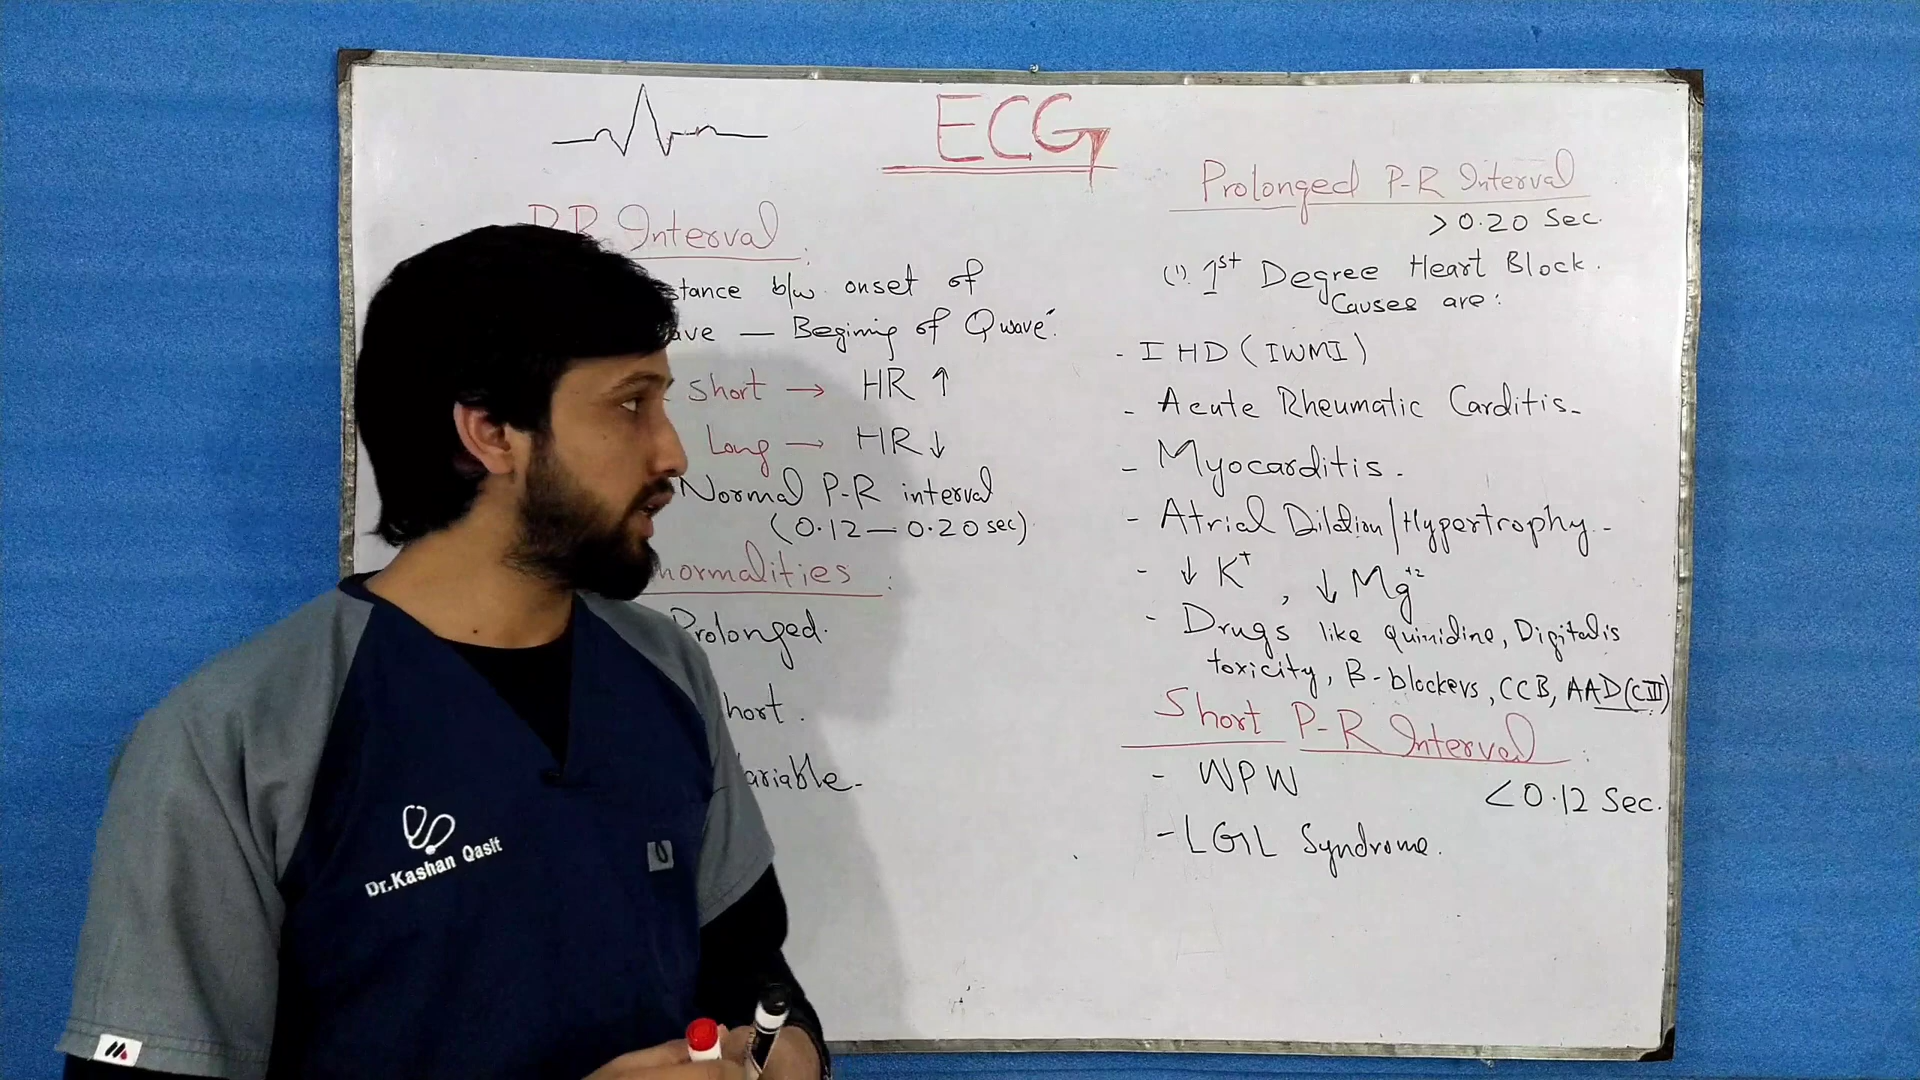 ECG
P-R Interval :
stance b/w onset of
ave — Begining of Q wave".
Short → HR ↑
Long → HR ↓
Normal P-R interval
(0.12 — 0.20 sec)
normalities :
Prolonged.
hort.
ariable.
Prolonged P-R Interval
> 0.20 Sec.
(1). 1st Degree Heart Block.
Causes are :
- IHD (IWMI)
- Acute Rheumatic Carditis-
- Myocarditis.
- Atrial Dilation/Hypertrophy.
- ↓ K+, ↓ Mg+2
- Drugs like quinidine, Digitalis
toxicity, B-blockers, CCB, AAD(CIII)
Short P-R Interval :
- WPW
< 0.12 Sec.
- LGL Syndrome.
Dr.Kashan Qasit